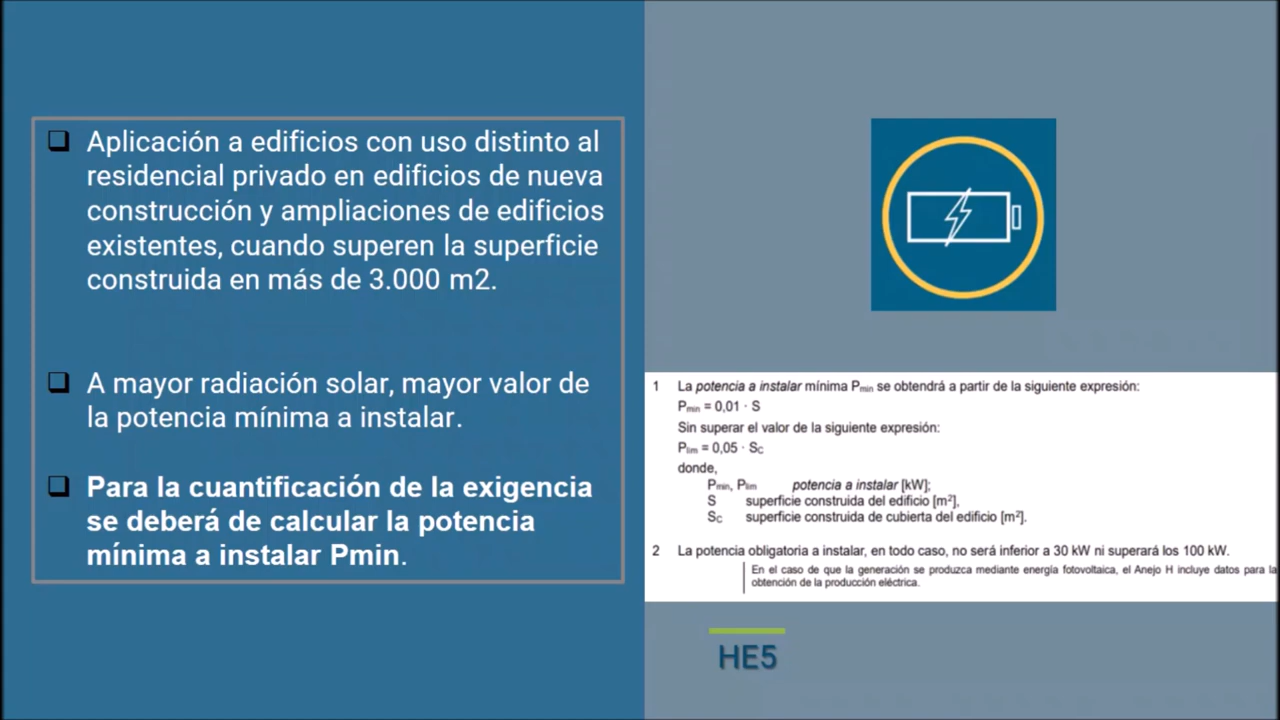 Aplicación a edificios con uso distinto al
residencial privado en edificios de nueva
construcción y ampliaciones de edificios
existentes, cuando superen la superficie
construida en más de 3.000 m2.
A mayor radiación solar, mayor valor de
la potencia mínima a instalar.
Para la cuantificación de la exigencia
se deberá de calcular la potencia
mínima a instalar Pmin.
1 La potencia a instalar mínima Pmin se obtendrá a partir de la siguiente expresión:
Pmin = 0,01 · S
Sin superar el valor de la siguiente expresión:
Plim = 0,05 · SC
donde,
Pmin, Plim potencia a instalar [kW];
S superficie construida del edificio [m²],
SC superficie construida de cubierta del edificio [m²].
2 La potencia obligatoria a instalar, en todo caso, no será inferior a 30 kW ni superará los 100 kW.
En el caso de que la generación se produzca mediante energía fotovoltaica, el Anejo H incluye datos para la
obtención de la producción eléctrica.
HE5